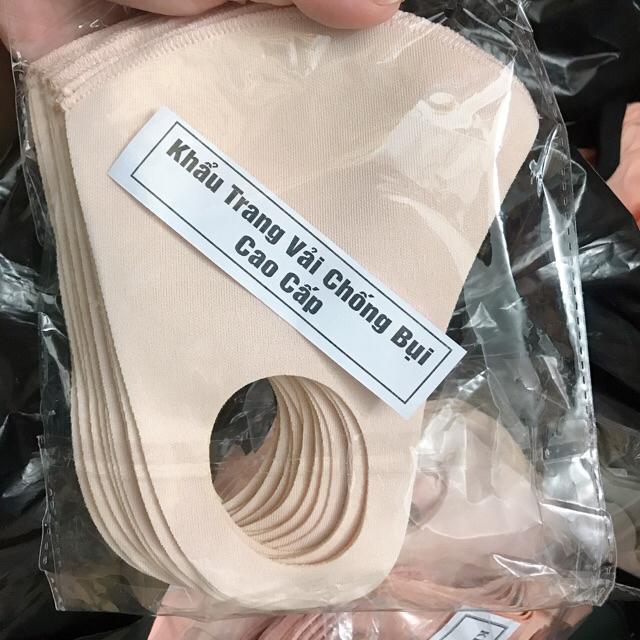 Khẩu Trang Vải Chống Bụi
Cao Cấp